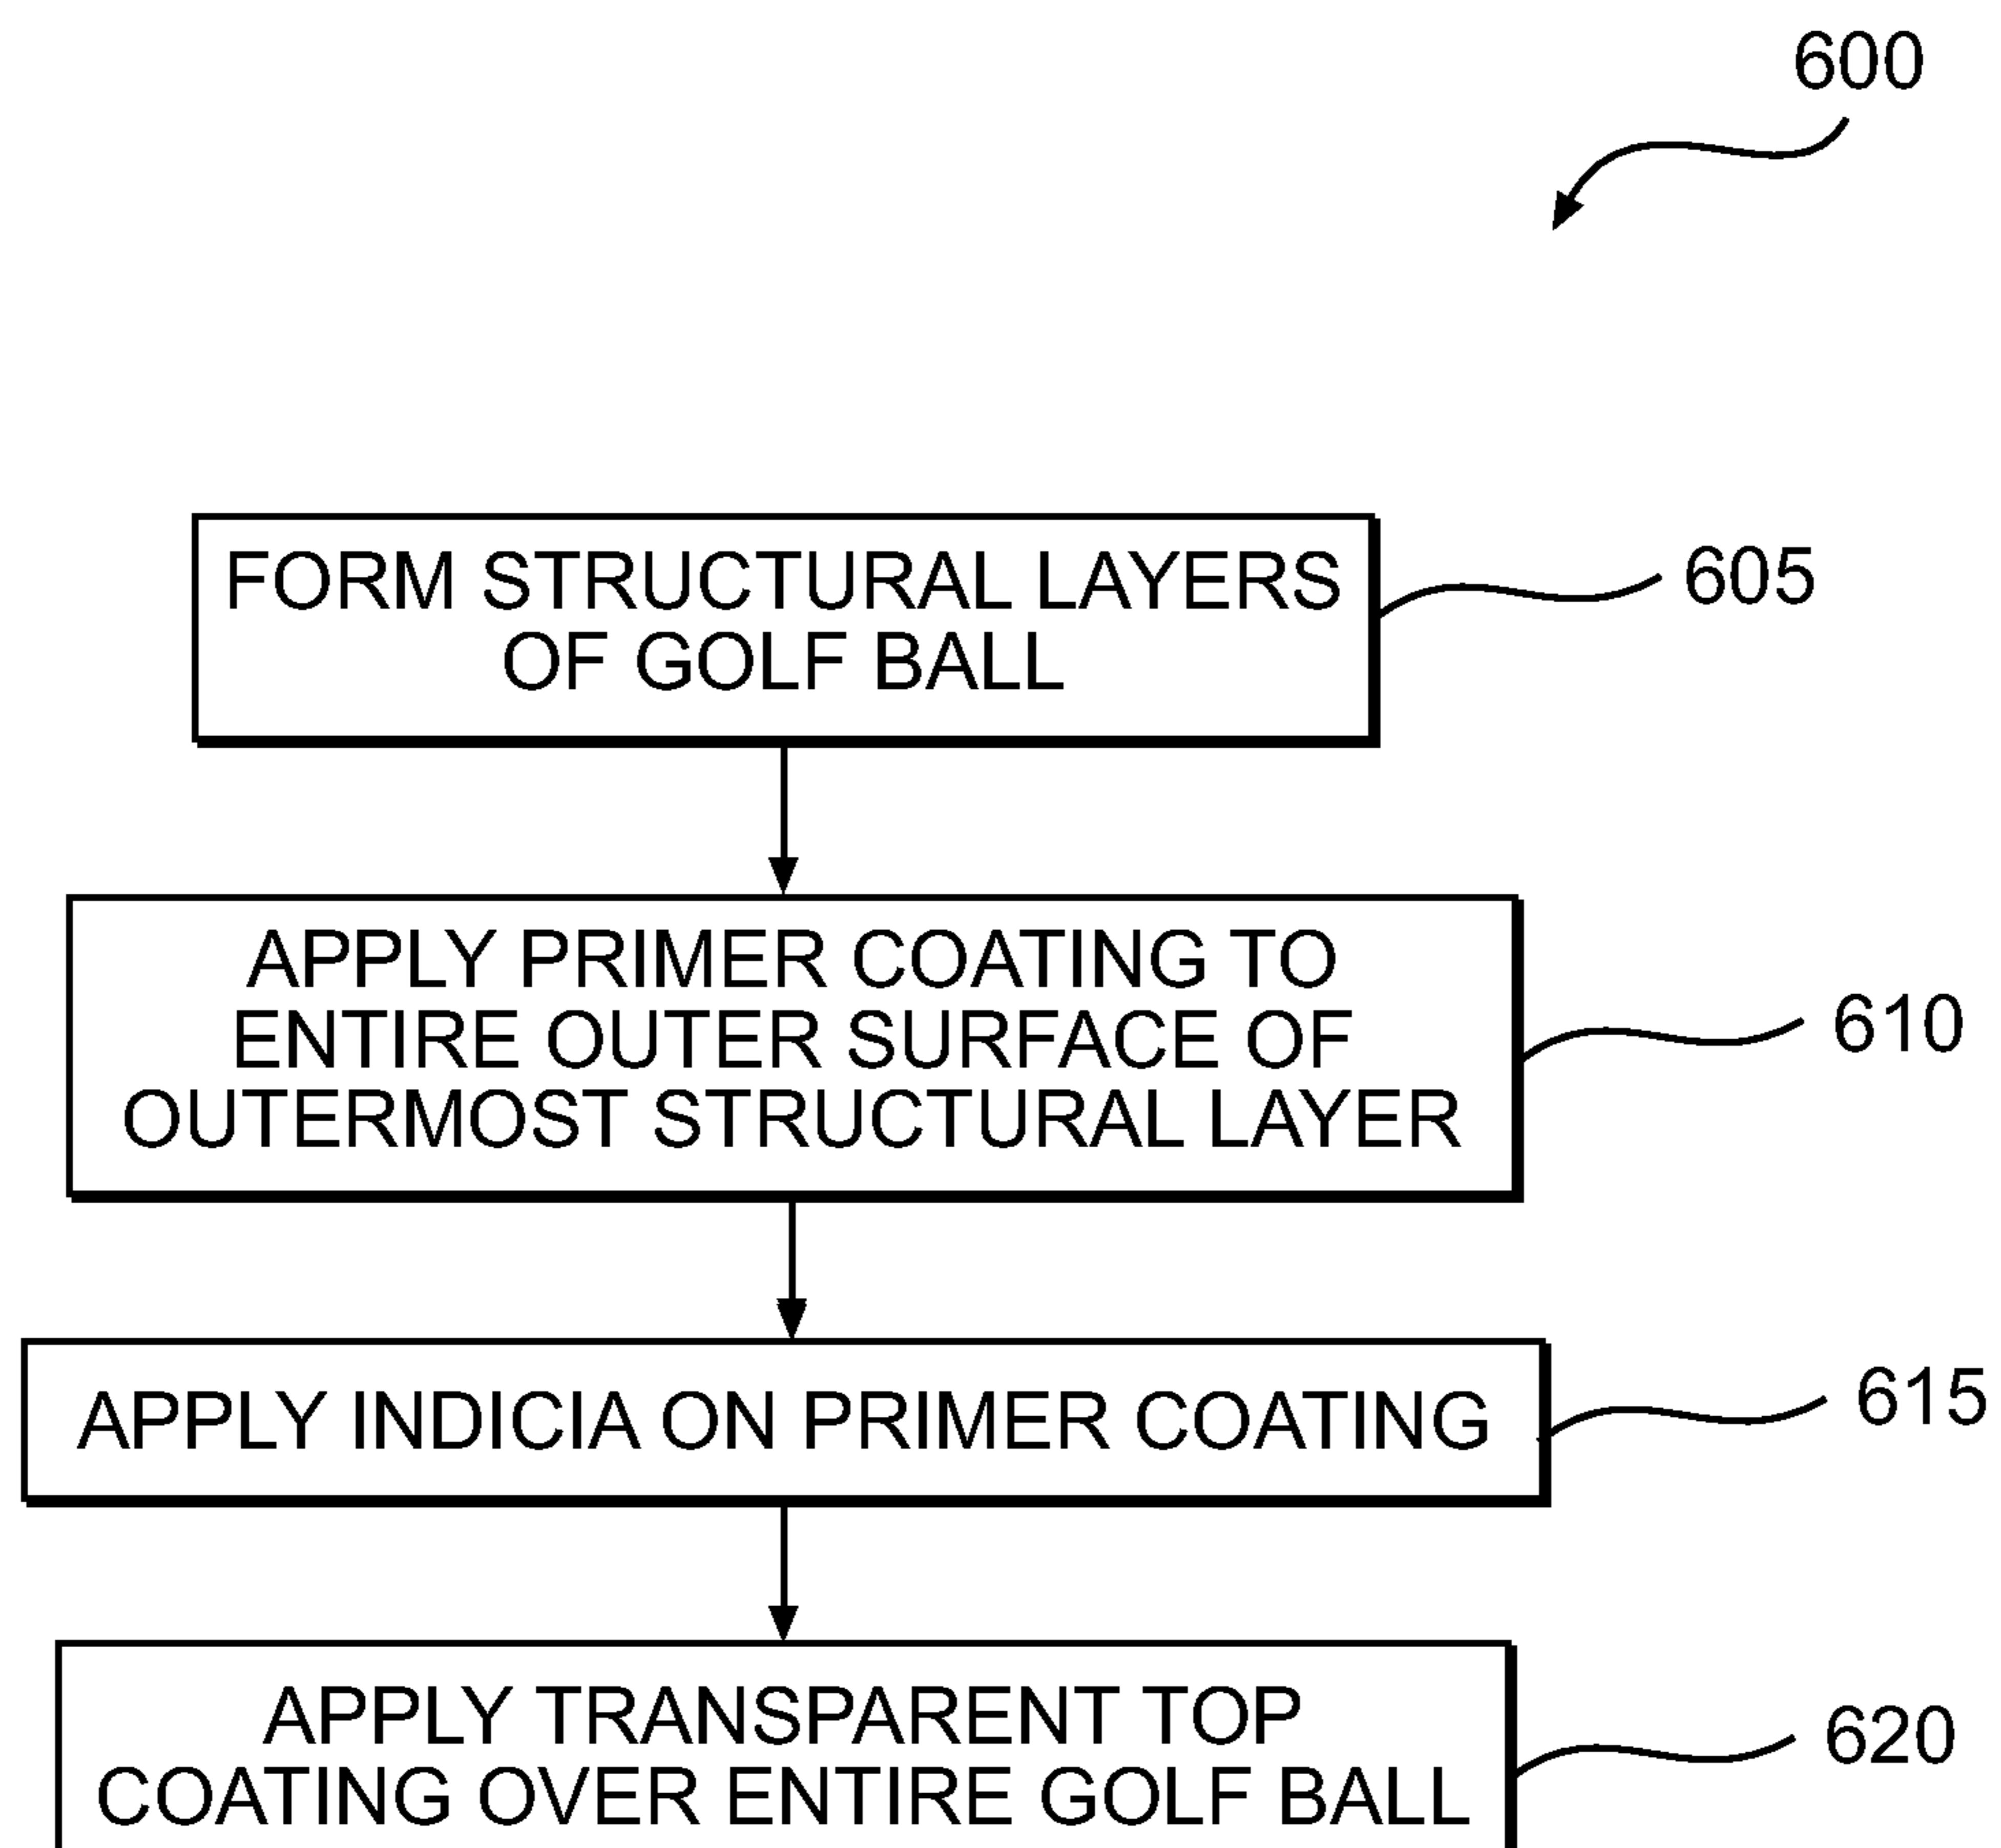 600
FORM STRUCTURAL LAYERS
OF GOLF BALL
605
APPLY PRIMER COATING TO
ENTIRE OUTER SURFACE OF
OUTERMOST STRUCTURAL LAYER
610
APPLY INDICIA ON PRIMER COATING
615
APPLY TRANSPARENT TOP
COATING OVER ENTIRE GOLF BALL
620